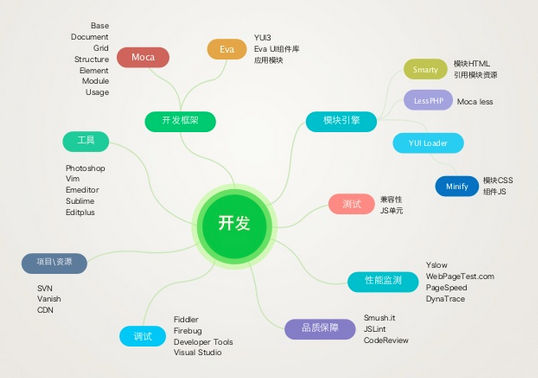 Base
Document
Grid
Structure
Element
Module
Usage
Moca
Eva
YUI3
Eva UI组件库
应用模块
开发框架
模块引擎
Smarty
模块HTML
引用模块资源
LessPHP
Moca less
YUI Loader
Minify
模块CSS
组件JS
工具
Photoshop
Vim
Emeditor
Sublime
Editplus
开发
测试
兼容性
JS单元
项目\资源
SVN
Vanish
CDN
性能监测
Yslow
WebPageTest.com
PageSpeed
DynaTrace
调试
Fiddler
Firebug
Developer Tools
Visual Studio
品质保障
Smush.it
JSLint
CodeReview